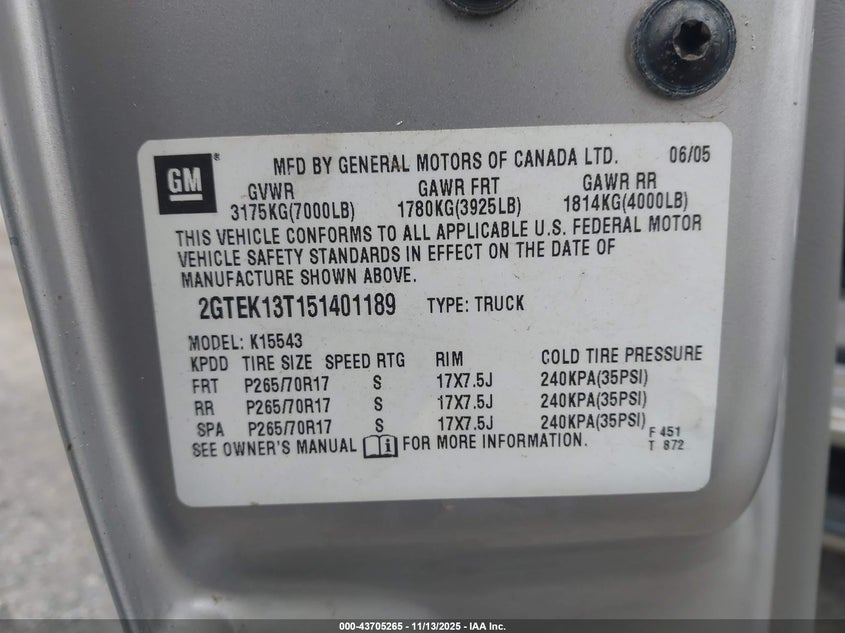 GM® MFD BY GENERAL MOTORS OF CANADA LTD. 06/05
GVWR GAWR FRT GAWR RR
3175KG(7000LB) 1780KG(3925LB) 1814KG(4000LB)
THIS VEHICLE CONFORMS TO ALL APPLICABLE U.S. FEDERAL MOTOR
VEHICLE SAFETY STANDARDS IN EFFECT ON THE DATE OF
MANUFACTURE SHOWN ABOVE.
2GTEK13T151401189 TYPE: TRUCK
MODEL: K15543
KPDD TIRE SIZE SPEED RTG RIM COLD TIRE PRESSURE
FRT P265/70R17 S 17X7.5J 240KPA(35PSI)
RR P265/70R17 S 17X7.5J 240KPA(35PSI)
SPA P265/70R17 S 17X7.5J 240KPA(35PSI)
SEE OWNER'S MANUAL i FOR MORE INFORMATION.
F 451
T 872
000-43705265 - 11/13/2025 - IAA Inc.